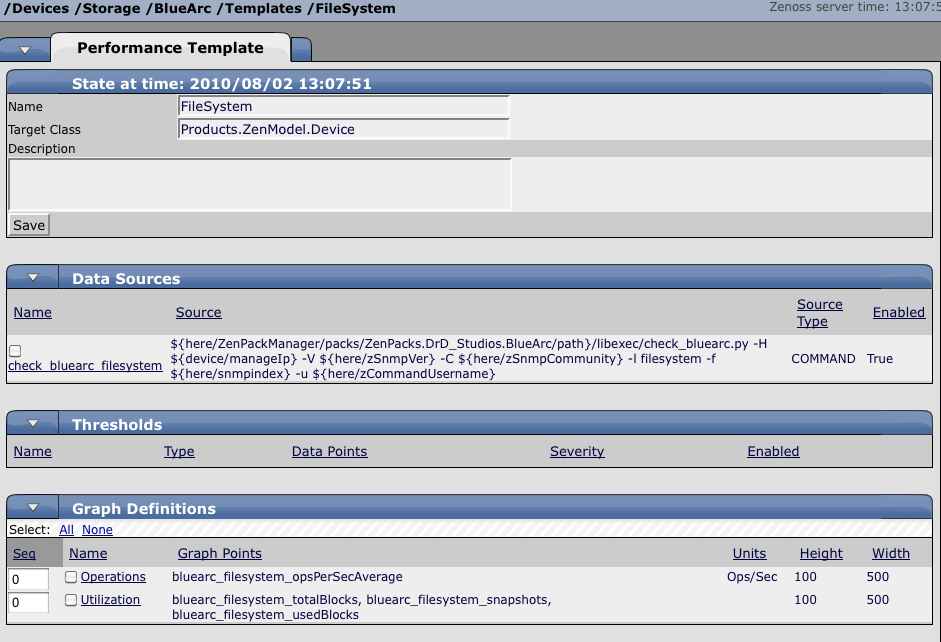 /Devices /Storage /BlueArc /Templates /FileSystem
Zenoss server time: 13:07:5
Performance Template
State at time: 2010/08/02 13:07:51
Name FileSystem
Target Class Products.ZenModel.Device
Description
Save
Data Sources
Name Source Source Type Enabled
check_bluearc_filesystem
${here/ZenPackManager/packs/ZenPacks.DrD_Studios.BlueArc/path}/libexec/check_bluearc.py -H
${device/manageIp} -V ${here/zSnmpVer} -C ${here/zSnmpCommunity} -l filesystem -f
${here/snmpindex} -u ${here/zCommandUsername}
COMMAND True
Thresholds
Name Type Data Points Severity Enabled
Graph Definitions
Select: All None
Seq Name Graph Points Units Height Width
0 Operations bluearc_filesystem_opsPerSecAverage Ops/Sec 100 500
0 Utilization bluearc_filesystem_totalBlocks, bluearc_filesystem_snapshots, 100 500
bluearc_filesystem_usedBlocks